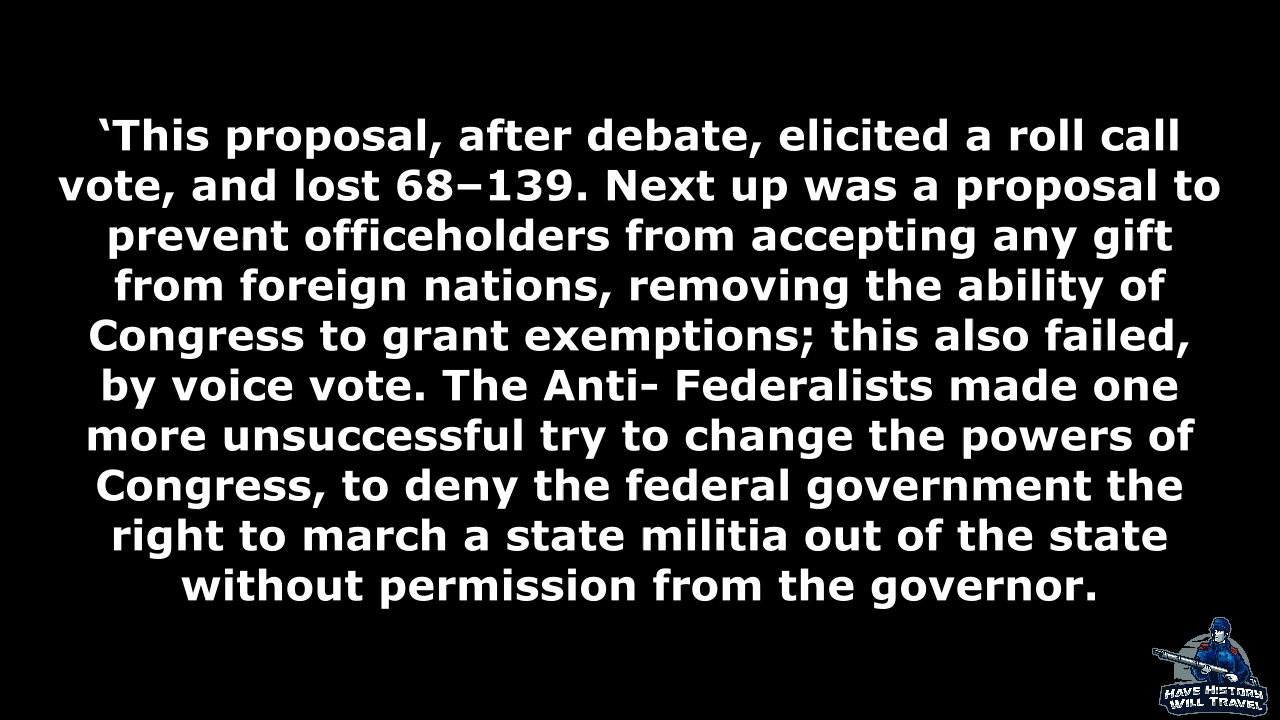 ‘This proposal, after debate, elicited a roll call
vote, and lost 68–139. Next up was a proposal to
prevent officeholders from accepting any gift
from foreign nations, removing the ability of
Congress to grant exemptions; this also failed,
by voice vote. The Anti- Federalists made one
more unsuccessful try to change the powers of
Congress, to deny the federal government the
right to march a state militia out of the state
without permission from the governor.
HAVE HISTORY
WILL TRAVEL